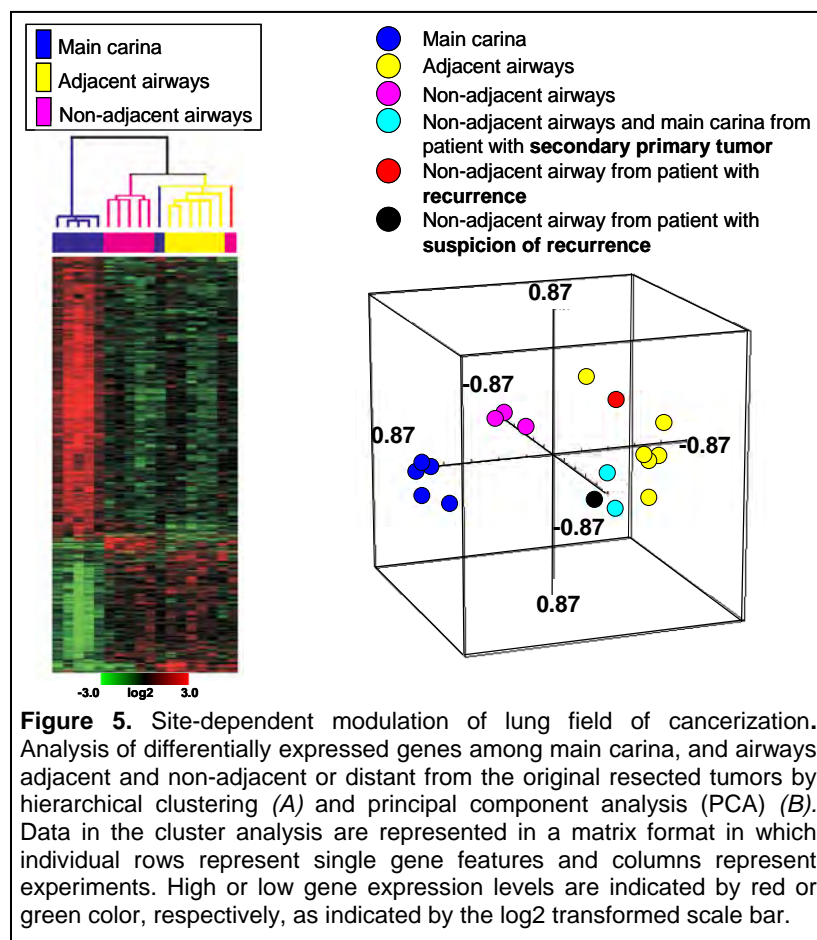 Main carina
Adjacent airways
Non-adjacent airways
Main carina
Adjacent airways
Non-adjacent airways
Non-adjacent airways and main carina from
patient with secondary primary tumor
Non-adjacent airway from patient with
recurrence
Non-adjacent airway from patient with
suspicion of recurrence
0.87
-0.87
0.87
-0.87
-0.87
0.87
-3.0 log2 3.0
Figure 5. Site-dependent modulation of lung field of cancerization.
Analysis of differentially expressed genes among main carina, and airways
adjacent and non-adjacent or distant from the original resected tumors by
hierarchical clustering (A) and principal component analysis (PCA) (B).
Data in the cluster analysis are represented in a matrix format in which
individual rows represent single gene features and columns represent
experiments. High or low gene expression levels are indicated by red or
green color, respectively, as indicated by the log2 transformed scale bar.